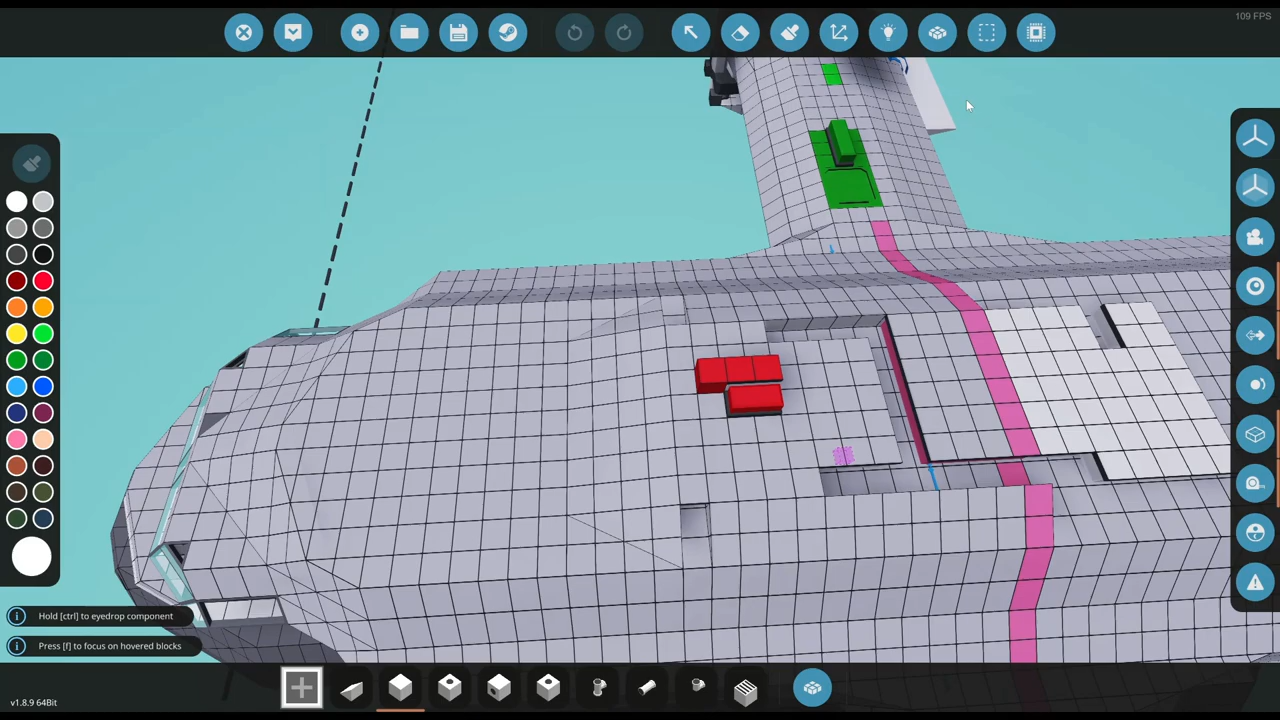 109 FPS
Hold [ctrl] to eyedrop component
Press [f] to focus on hovered blocks
v1.8.9 64Bit